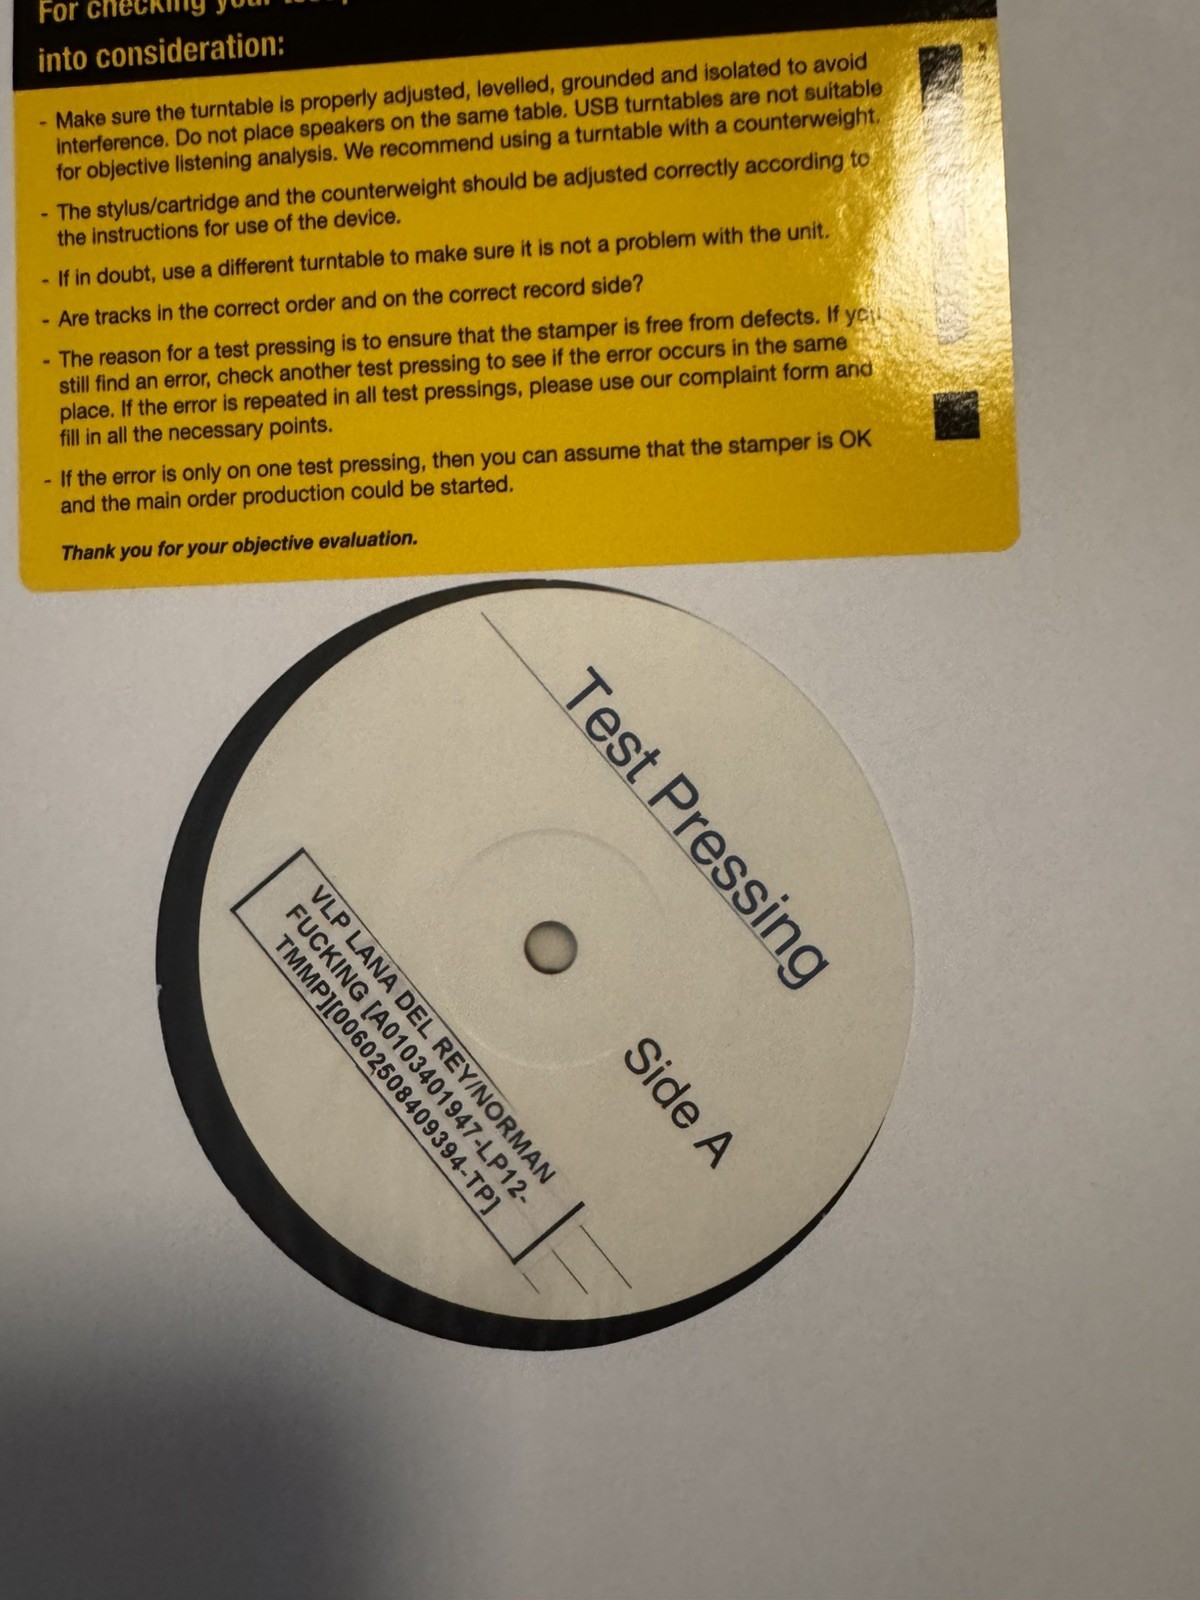 For checking your
into consideration:
- Make sure the turntable is properly adjusted, levelled, grounded and isolated to avoid
interference. Do not place speakers on the same table. USB turntables are not suitable
for objective listening analysis. We recommend using a turntable with a counterweight.
- The stylus/cartridge and the counterweight should be adjusted correctly according to
the instructions for use of the device.
- If in doubt, use a different turntable to make sure it is not a problem with the unit.
- Are tracks in the correct order and on the correct record side?
- The reason for a test pressing is to ensure that the stamper is free from defects. If you
still find an error, check another test pressing to see if the error occurs in the same
place. If the error is repeated in all test pressings, please use our complaint form and
fill in all the necessary points.
- If the error is only on one test pressing, then you can assume that the stamper is OK
and the main order production could be started.
Thank you for your objective evaluation.
Test Pressing
Side A
VLP LANA DEL REY/NORMAN
FUCKING [A0103401947-LP12-
TMMP][00602508409394-TP]